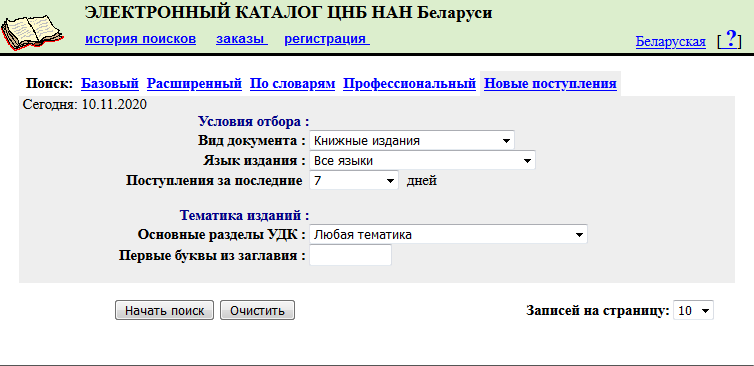 ЭЛЕКТРОННЫЙ КАТАЛОГ ЦНБ НАН Беларуси
история поисков заказы регистрация Беларуская [ ? ]
Поиск: Базовый Расширенный По словарям Профессиональный Новые поступления
Сегодня: 10.11.2020
Условия отбора :
Вид документа : Книжные издания
Язык издания : Все языки
Поступления за последние 7 дней
Тематика изданий :
Основные разделы УДК : Любая тематика
Первые буквы из заглавия :
Начать поиск Очистить Записей на страницу: 10